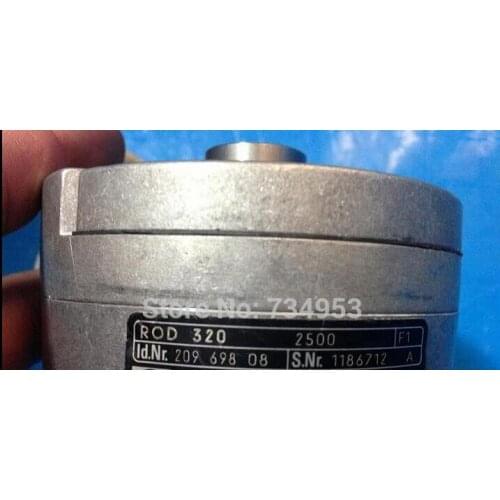 Store No: 734953
ROD 320 2500 F1
Id.Nr. 209 698 08 S.Nr. 1186712 A